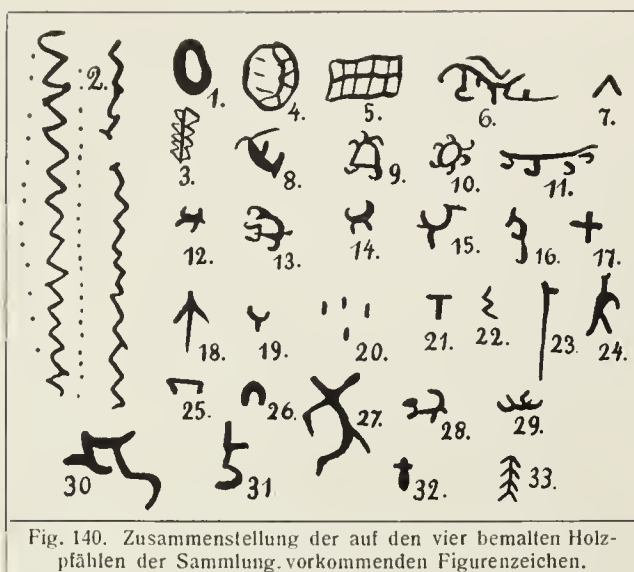 2. 1. 4. 5. 6. 7.
3. 8. 9. 10. 11.
12. 13. 14. 15. 16. 17.
18. 19. 20. 21. 22. 23. 24.
25. 26. 27. 28. 29.
30 31 32. 33.
Fig. 140. Zusammenstellung der auf den vier bemalten Holz-
pfählen der Sammlung vorkommenden Figurenzeichen.